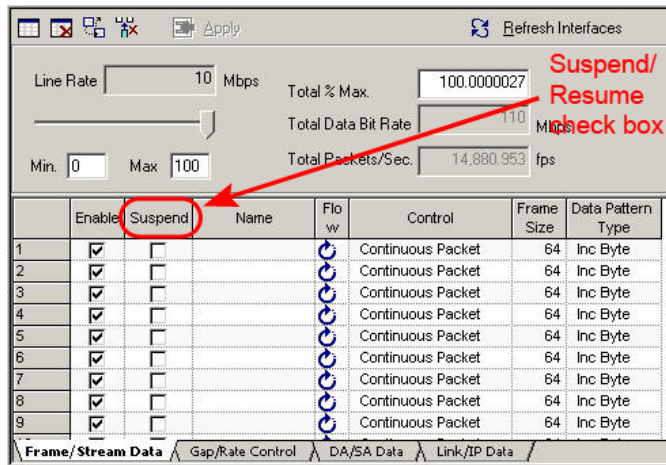 Apply
Refresh Interfaces
Suspend/
Resume
check box
Line Rate 10 Mbps
Total % Max. 100.0000027
Total Data Bit Rate 110 Mbps
Min. 0 Max 100
Total Packets/Sec. 14,880.953 fps
Enable Suspend Name Flo w Control Frame Size Data Pattern Type
1 Continuous Packet 64 Inc Byte
2 Continuous Packet 64 Inc Byte
3 Continuous Packet 64 Inc Byte
4 Continuous Packet 64 Inc Byte
5 Continuous Packet 64 Inc Byte
6 Continuous Packet 64 Inc Byte
7 Continuous Packet 64 Inc Byte
8 Continuous Packet 64 Inc Byte
9 Continuous Packet 64 Inc Byte
Frame/Stream Data Gap/Rate Control DA/SA Data Link/IP Data